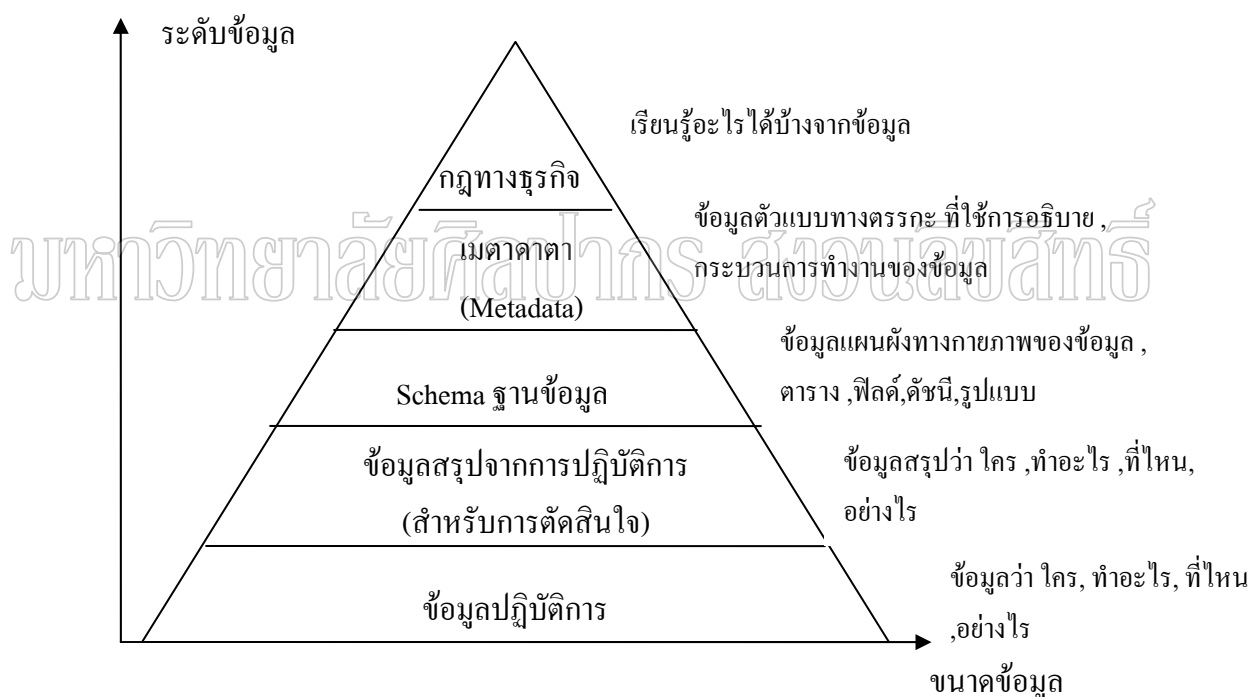 ระดับข้อมูล
เรียนรู้อะไรได้บ้างจากข้อมูล
กฎทางธุรกิจ
ข้อมูลตัวแบบทางตรรกะ ที่ใช้การอธิบาย ,
กระบวนการทำงานของข้อมูล
มหาวิทยาลัยศิลปากร สงวนลิขสิทธิ์
เมตาดาตา
(Metadata)
ข้อมูลแผนผังทางกายภาพของข้อมูล ,
ตาราง ,ฟิลด์,ดัชนี,รูปแบบ
Schema ฐานข้อมูล
ข้อมูลสรุปจากการปฏิบัติการ
(สำหรับการตัดสินใจ)
ข้อมูลสรุปว่า ใคร ,ทำอะไร ,ที่ไหน,
อย่างไร
ข้อมูลปฏิบัติการ
ข้อมูลว่า ใคร, ทำอะไร, ที่ไหน
,อย่างไร
ขนาดข้อมูล